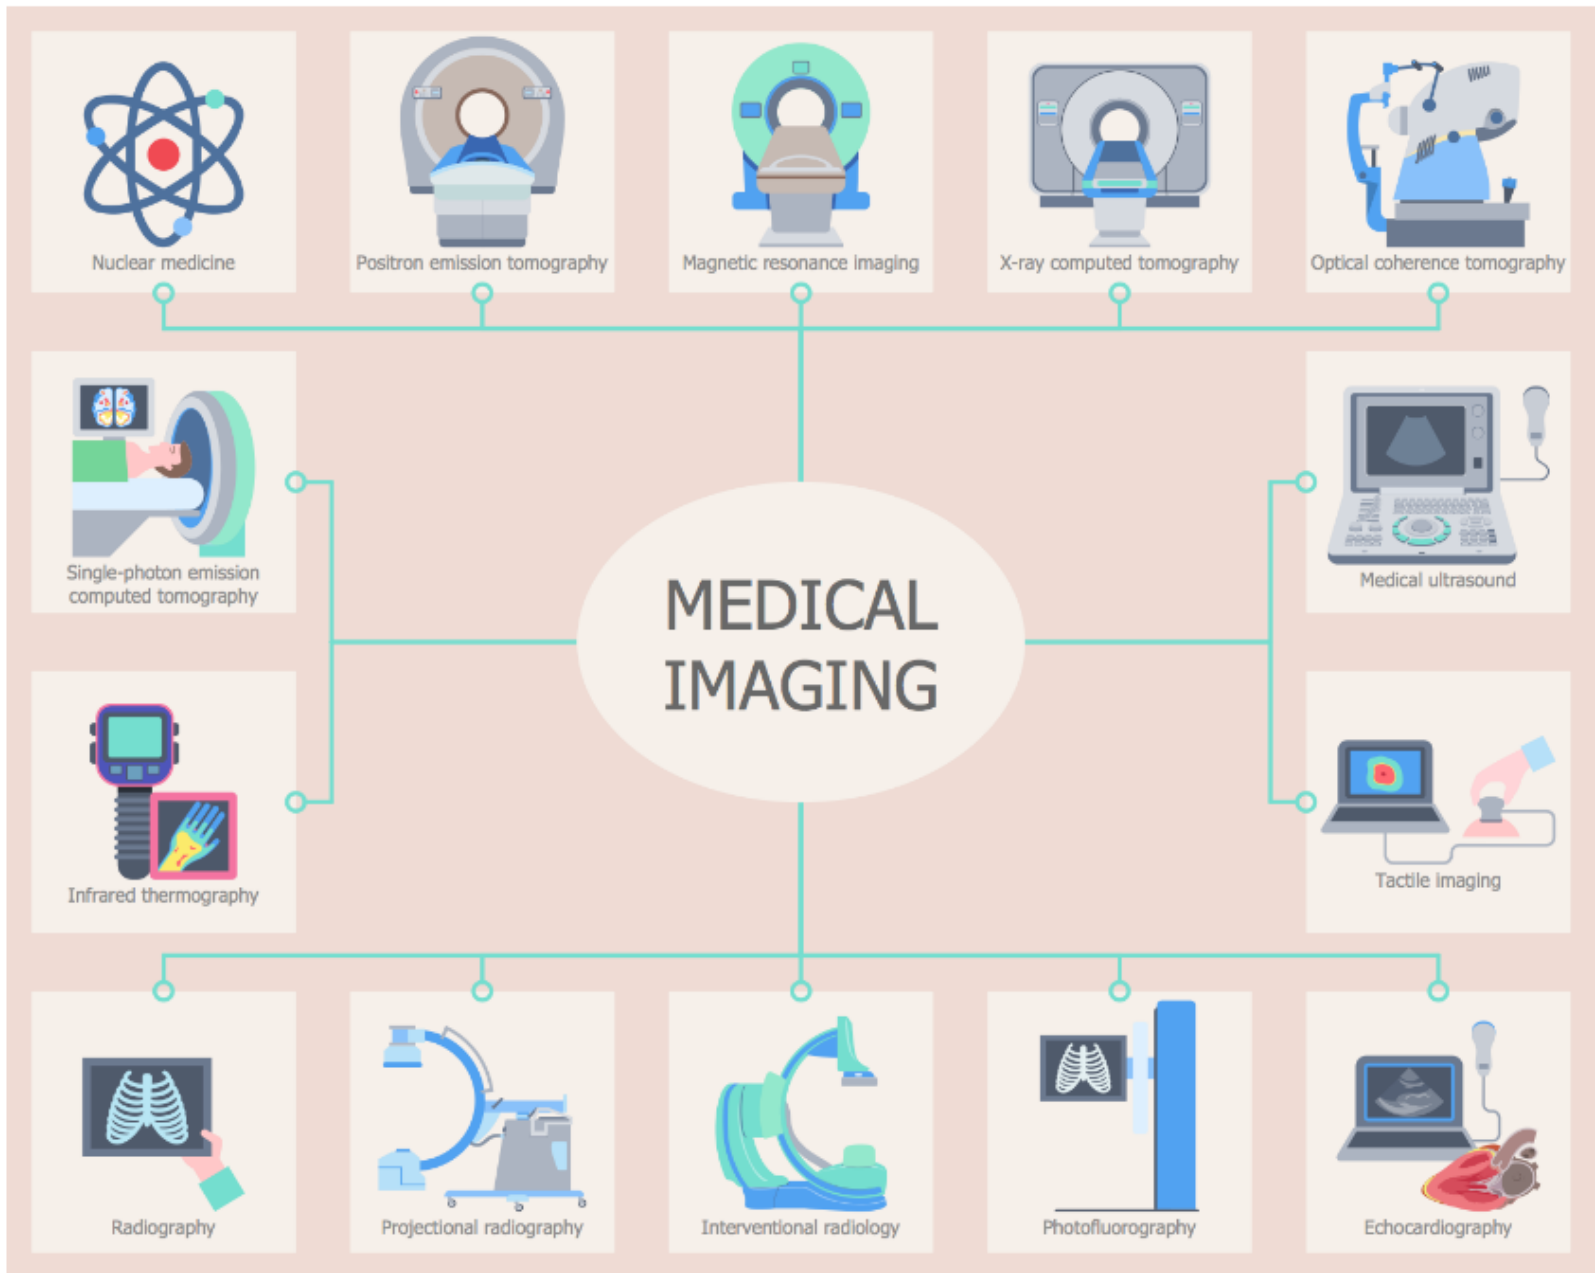 Nuclear medicine
Positron emission tomography
Magnetic resonance imaging
X-ray computed tomography
Optical coherence tomography
Single-photon emission
computed tomography
Medical ultrasound
MEDICAL
IMAGING
Infrared thermography
Tactile imaging
Radiography
Projectional radiography
Interventional radiology
Photofluorography
Echocardiography